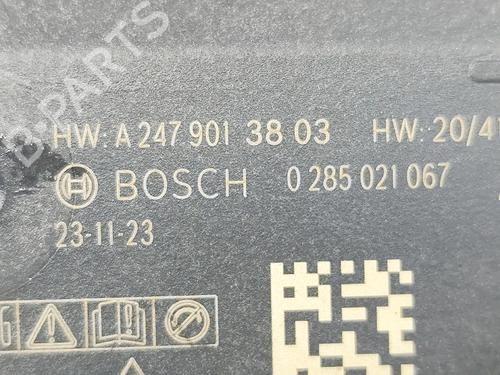 B-PARTS
HW: A 247 901 38 03 HW: 20/4
BOSCH 0 285 021 067
23-11-23